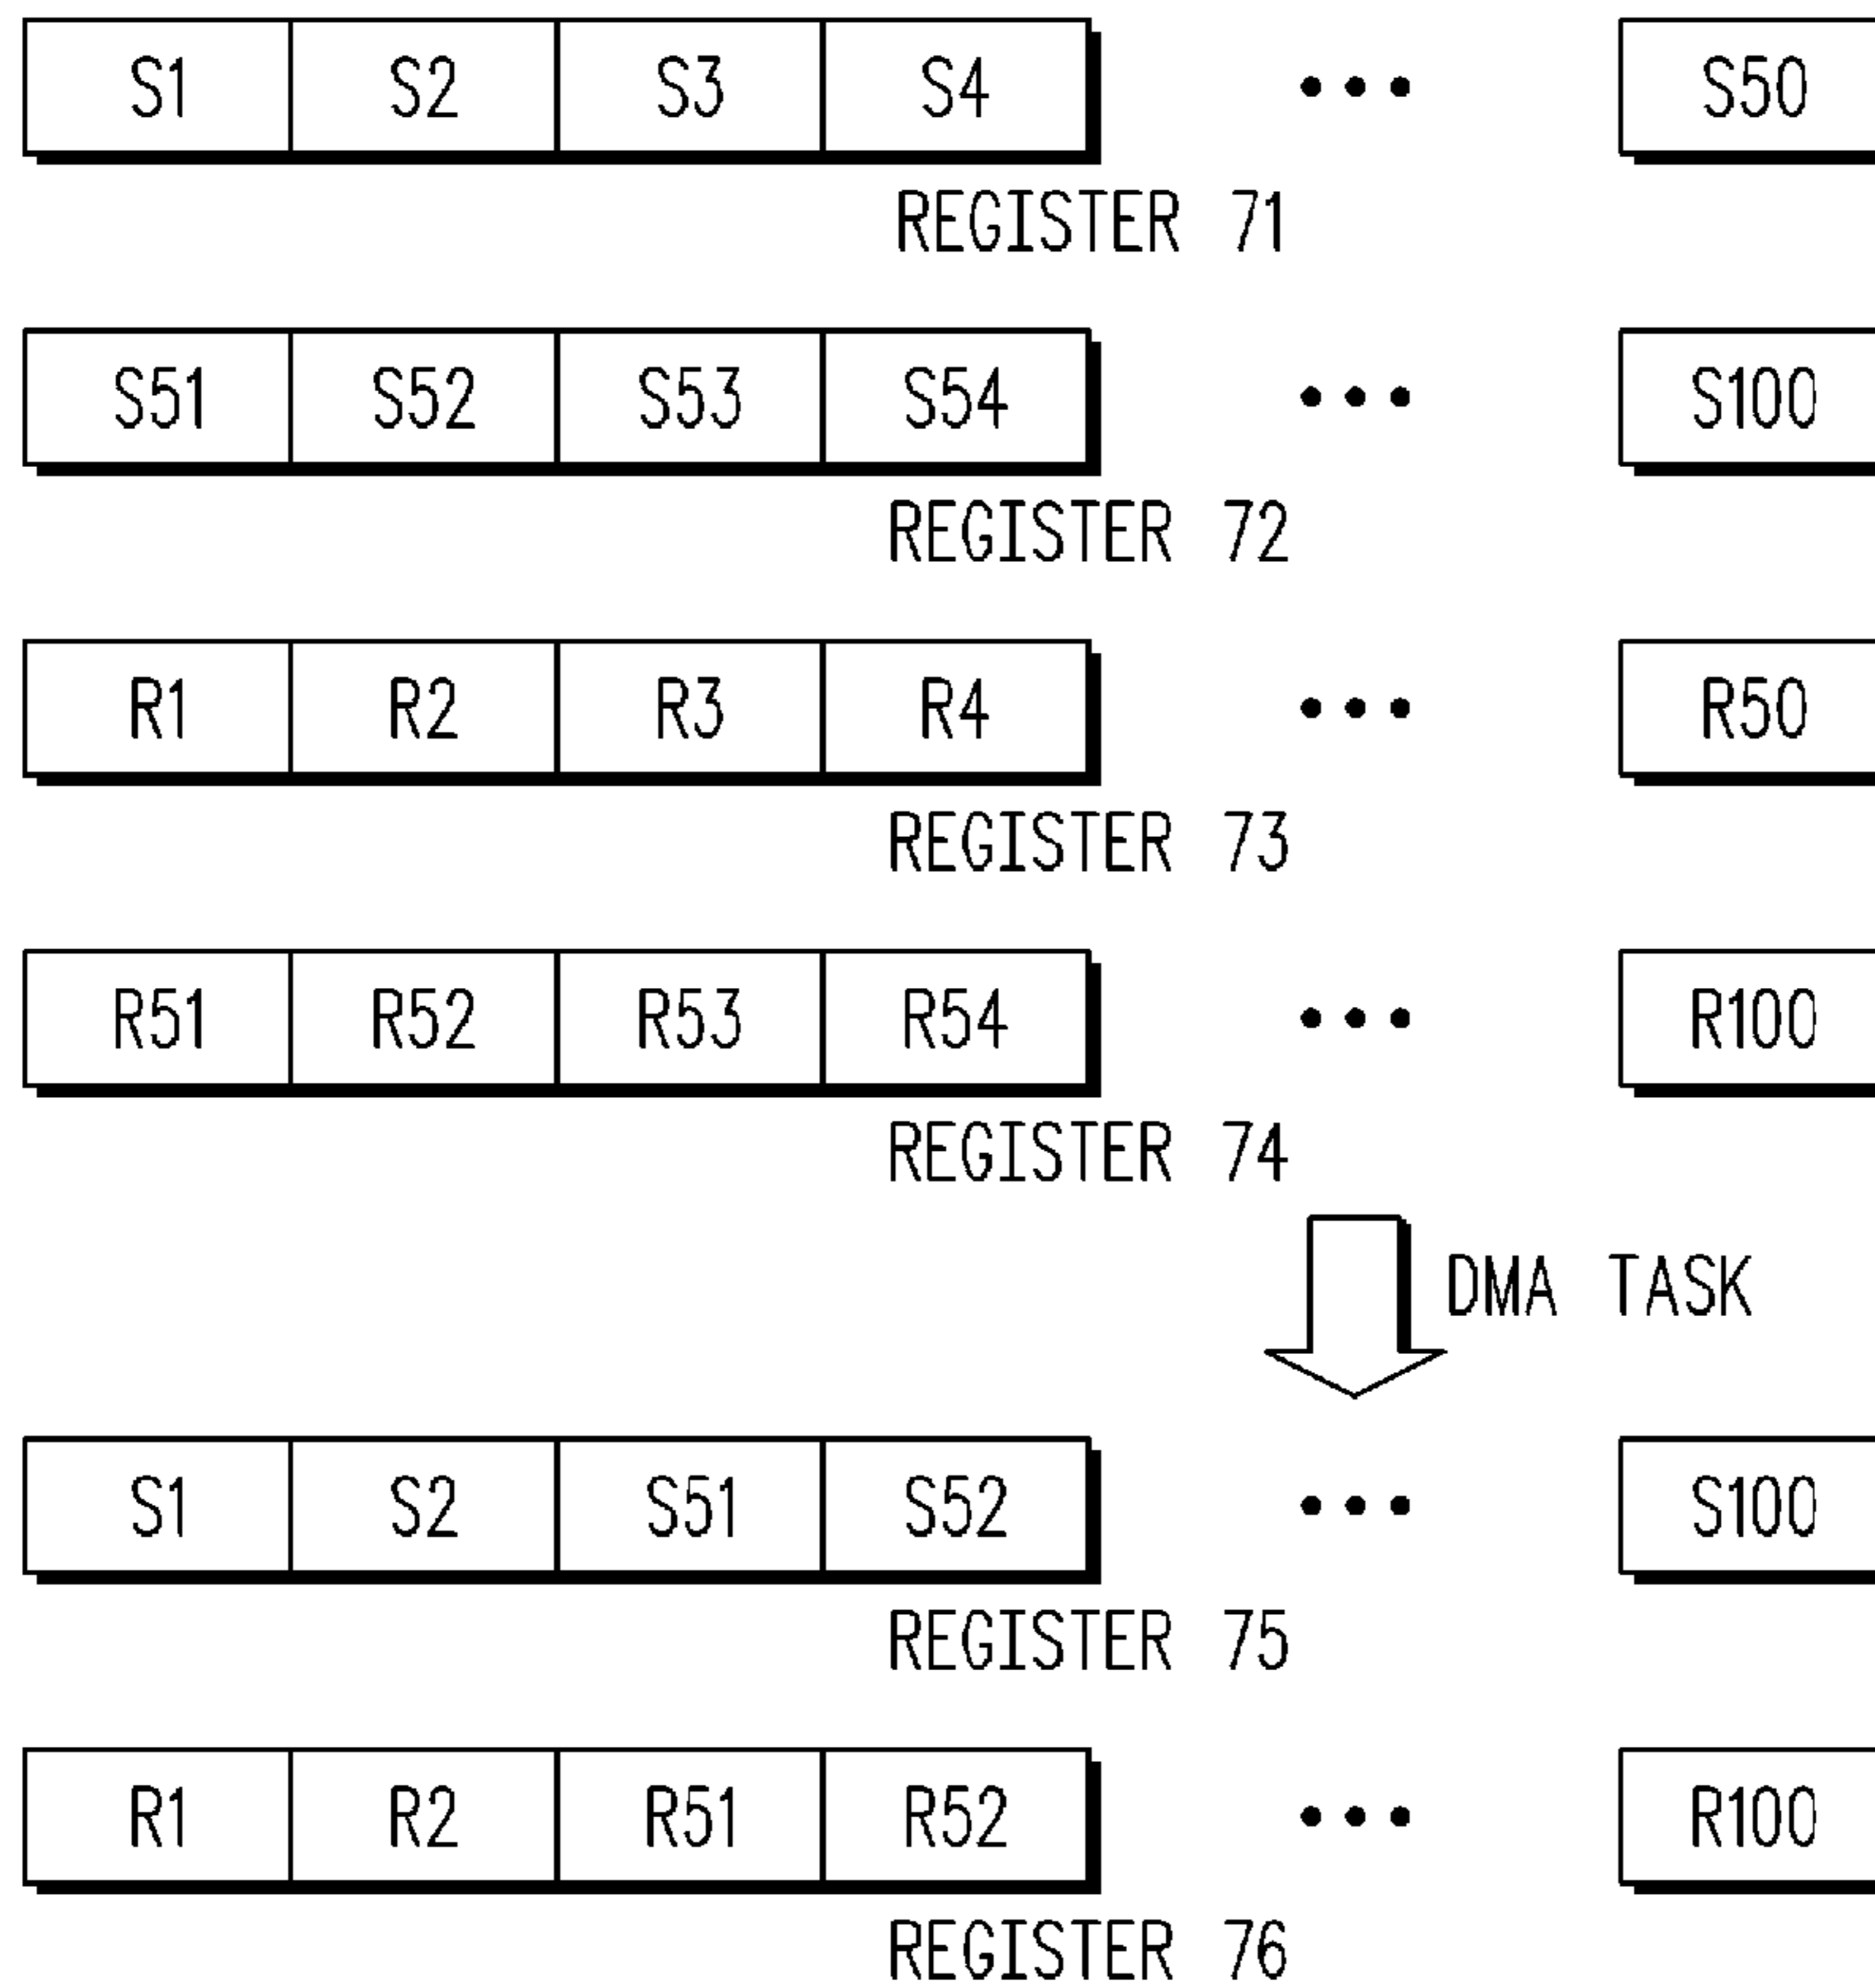 S1 S2 S3 S4 ••• S50
REGISTER 71
S51 S52 S53 S54 ••• S100
REGISTER 72
R1 R2 R3 R4 ••• R50
REGISTER 73
R51 R52 R53 R54 ••• R100
REGISTER 74
DMA TASK
S1 S2 S51 S52 ••• S100
REGISTER 75
R1 R2 R51 R52 ••• R100
REGISTER 76